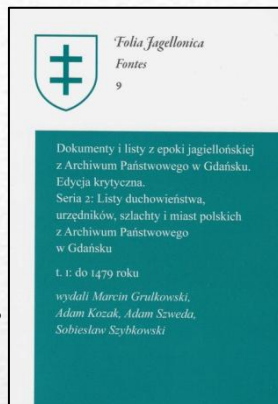 Folia Jagellonica
Fontes
9
Dokumenty i listy z epoki jagiellońskiej
z Archiwum Państwowego w Gdańsku.
Edycja krytyczna.
Seria 2: Listy duchowieństwa,
urzędników, szlachty i miast polskich
z Archiwum Państwowego
w Gdańsku
t. 1: do 1479 roku
wydali Marcin Grulkowski,
Adam Kozak, Adam Szweda,
Sobiesław Szybkowski